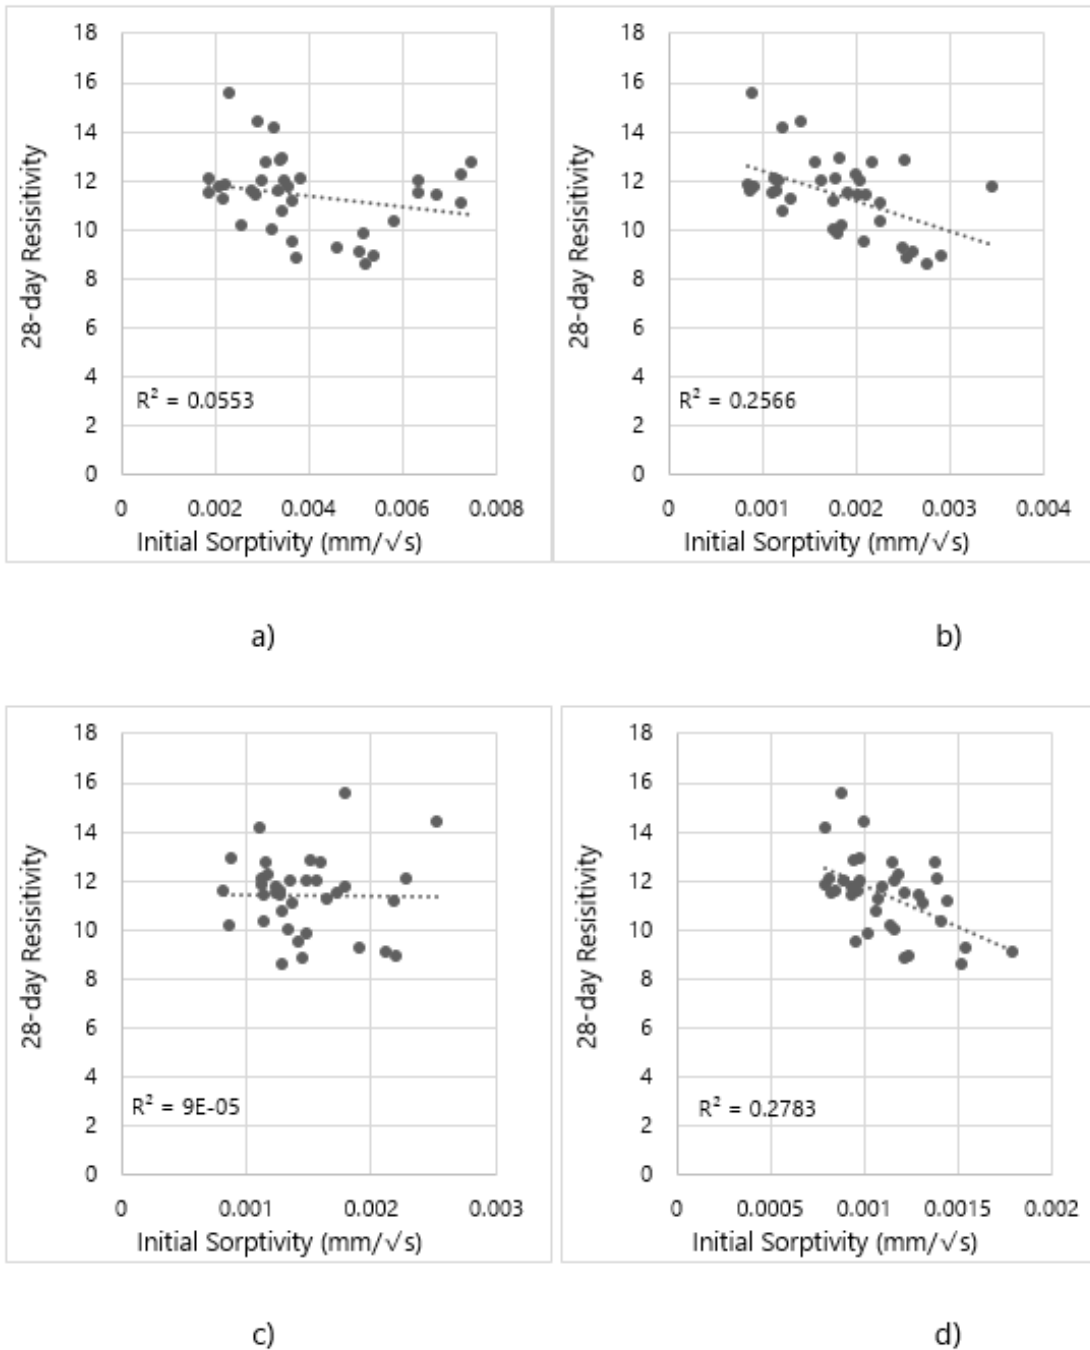 18
16
14
12
10
8
6
4
2
0
28-day Resisitivity
R² = 0.0553
0 0.002 0.004 0.006 0.008
Initial Sorptivity (mm/√s)
a)
18
16
14
12
10
8
6
4
2
0
28-day Resisitivity
R² = 0.2566
0 0.001 0.002 0.003 0.004
Initial Sorptivity (mm/√s)
b)
18
16
14
12
10
8
6
4
2
0
28-day Resisitivity
R² = 9E-05
0 0.001 0.002 0.003
Initial Sorptivity (mm/√s)
c)
18
16
14
12
10
8
6
4
2
0
28-day Resisitivity
R² = 0.2783
0 0.0005 0.001 0.0015 0.002
Initial Sorptivity (mm/√s)
d)